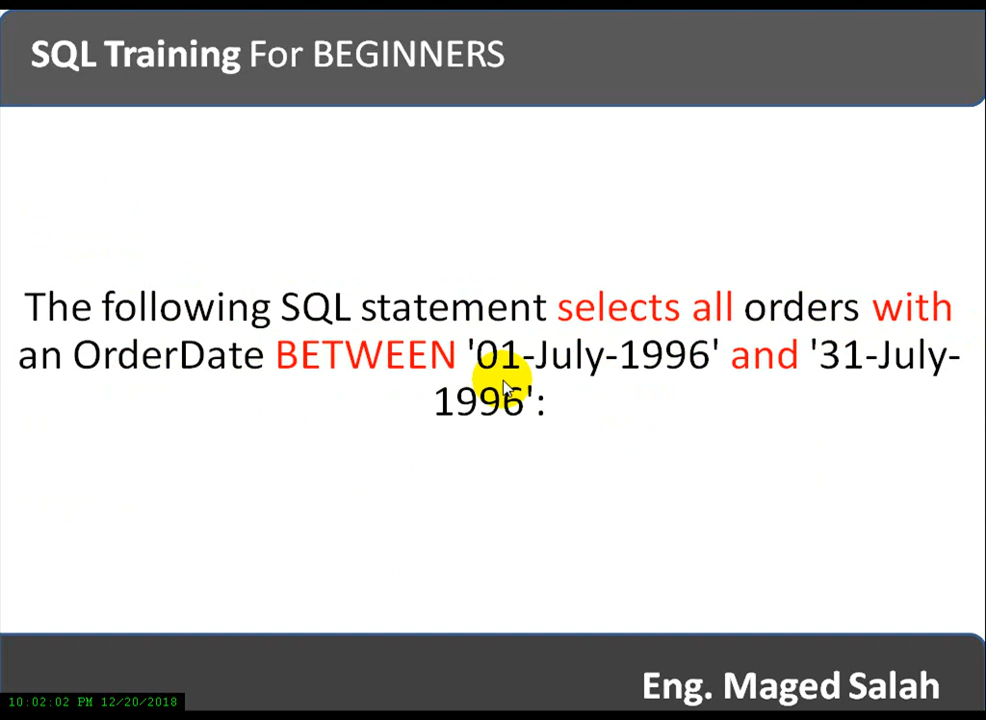 SQL Training For BEGINNERS
The following SQL statement selects all orders with
an OrderDate BETWEEN '01-July-1996' and '31-July-
1996':
Eng. Maged Salah
10:02:02 PM 12/20/2018